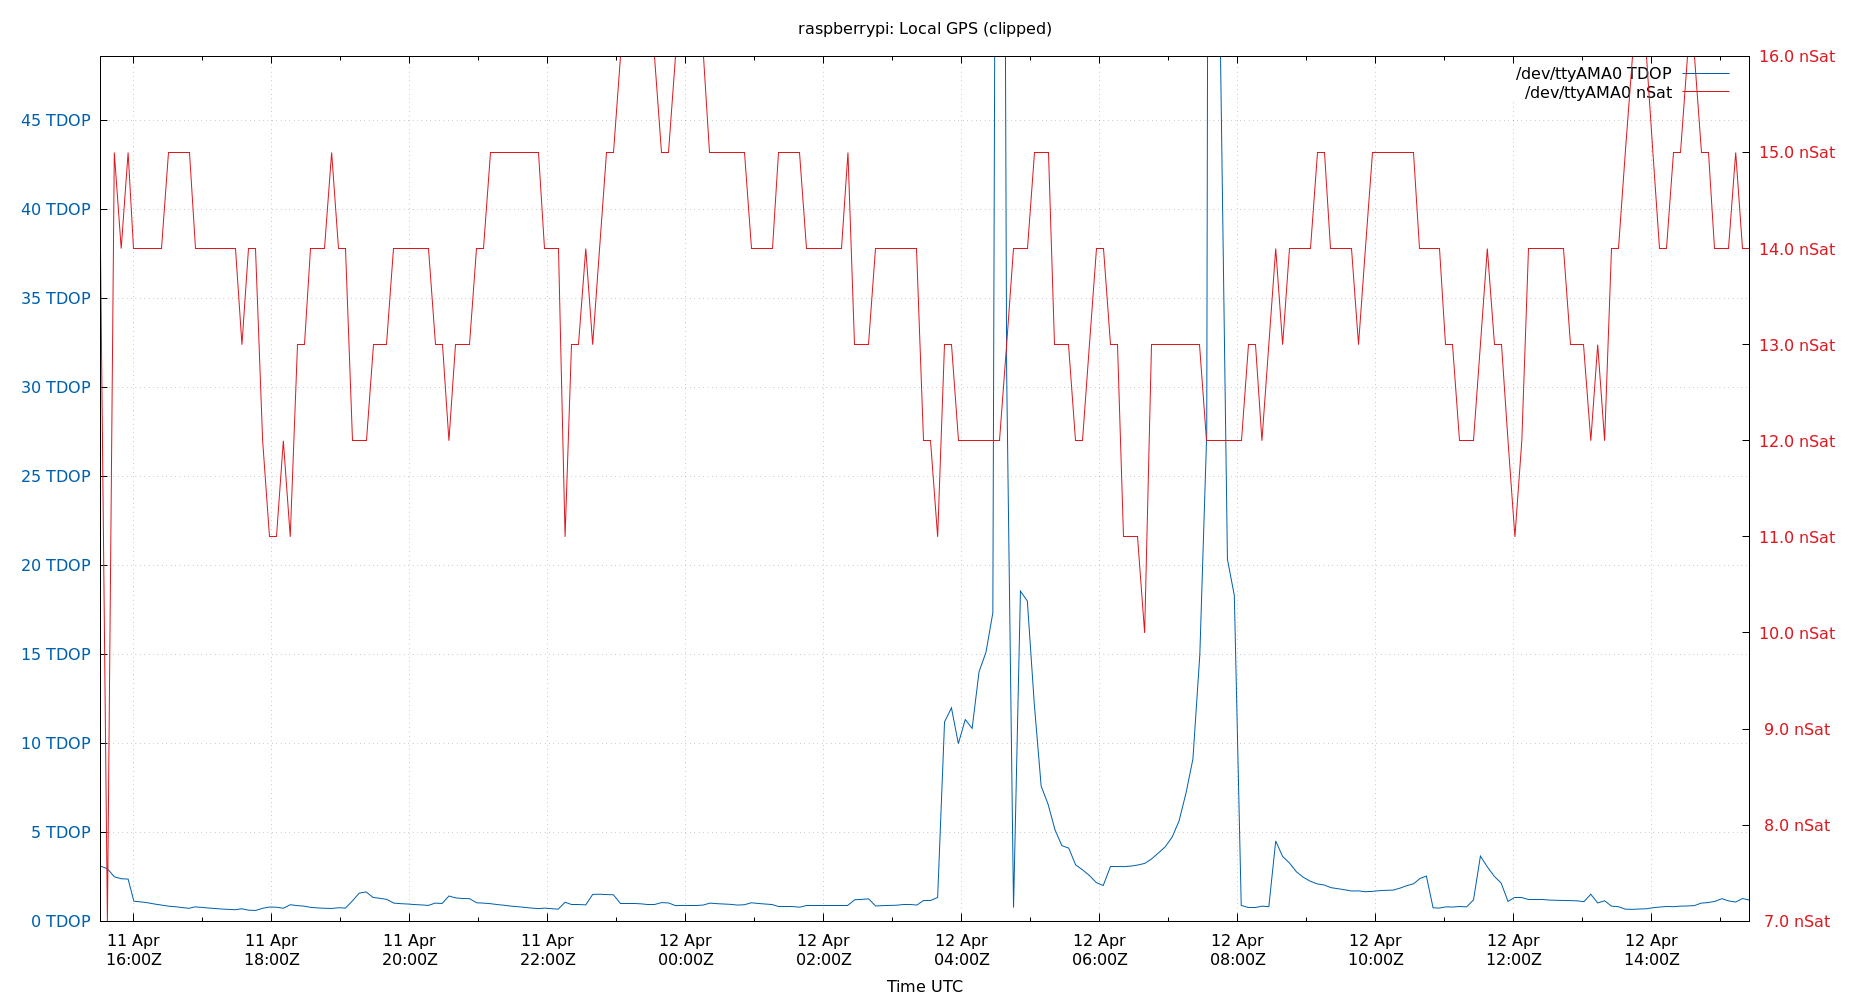 raspberrypi: Local GPS (clipped)
/dev/ttyAMA0 TDOP
/dev/ttyAMA0 nSat
45 TDOP
40 TDOP
35 TDOP
30 TDOP
25 TDOP
20 TDOP
15 TDOP
10 TDOP
5 TDOP
0 TDOP
16.0 nSat
15.0 nSat
14.0 nSat
13.0 nSat
12.0 nSat
11.0 nSat
10.0 nSat
9.0 nSat
8.0 nSat
7.0 nSat
11 Apr 11 Apr 11 Apr 11 Apr 12 Apr 12 Apr 12 Apr 12 Apr 12 Apr 12 Apr 12 Apr 12 Apr
16:00Z 18:00Z 20:00Z 22:00Z 00:00Z 02:00Z 04:00Z 06:00Z 08:00Z 10:00Z 12:00Z 14:00Z
Time UTC